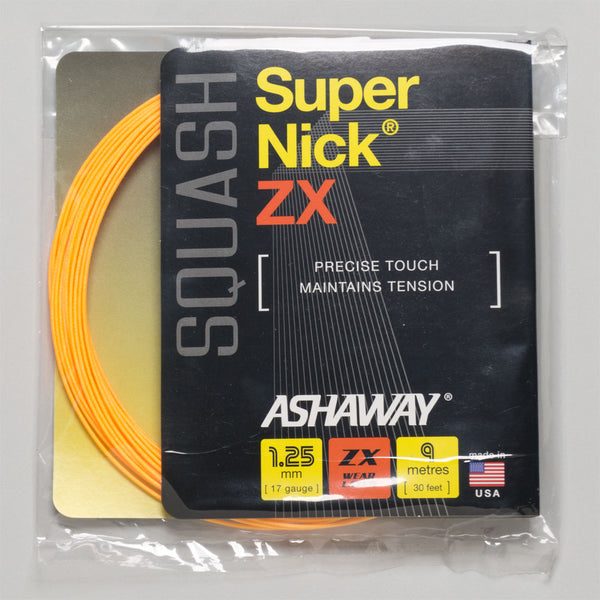 SQUASH
Super
Nick®
ZX
PRECISE TOUCH
MAINTAINS TENSION
ASHAWAY®
1.25
mm
[ 17 gauge ]
ZX
WEAR
9
metres
[ 30 feet ]
made in
USA